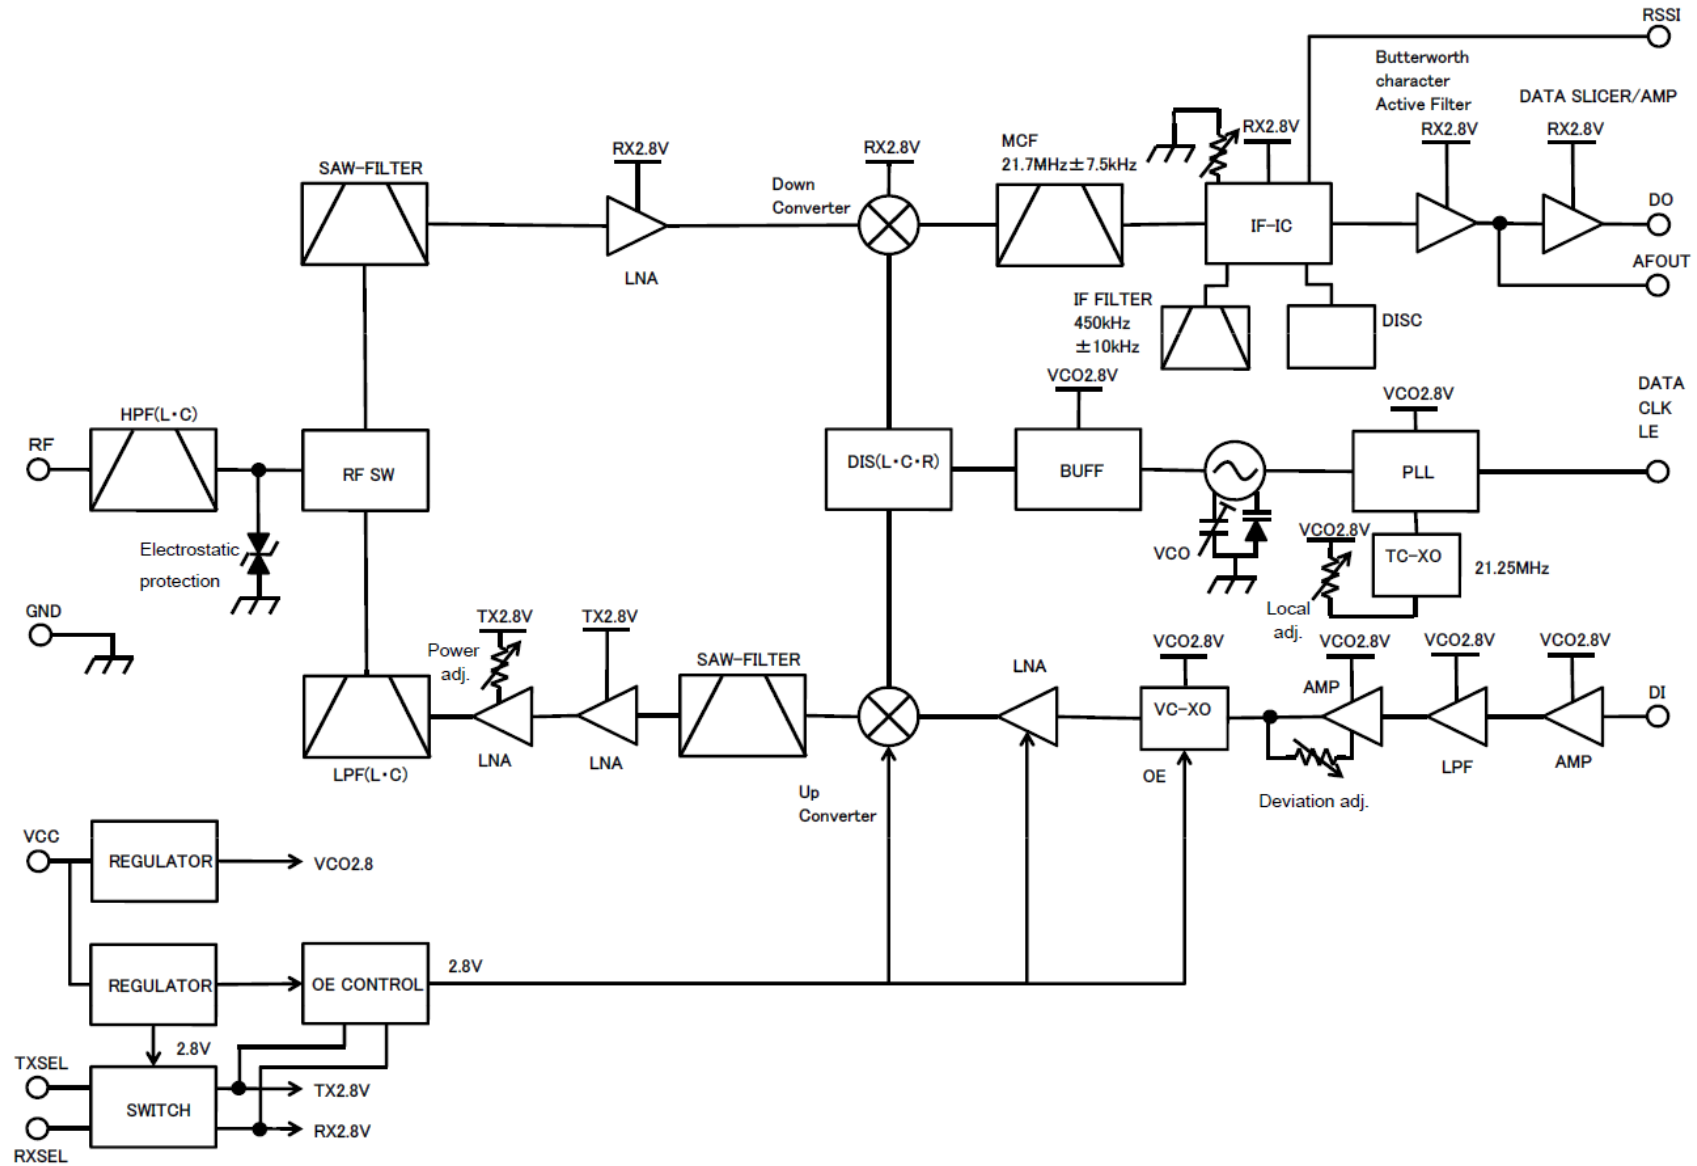 RSSI
Butterworth
character
Active Filter
DATA SLICER/AMP
RX2.8V
RX2.8V
RX2.8V
MCF
21.7MHz±7.5kHz
RX2.8V
RX2.8V
SAW-FILTER
Down
Converter
LNA
IF-IC
DO
AFOUT
IF FILTER
450kHz
±10kHz
DISC
VCO2.8V
VCO2.8V
DATA
CLK
LE
HPF(L・C)
RF
RF SW
DIS(L・C・R)
BUFF
PLL
Electrostatic
protection
VCO
VCO2.8V
TC-XO
21.25MHz
Local
adj.
GND
TX2.8V
TX2.8V
Power
adj.
SAW-FILTER
LNA
VCO2.8V
VCO2.8V
VCO2.8V
VCO2.8V
AMP
VC-XO
DI
LPF(L・C)
LNA
LNA
OE
LPF
AMP
Deviation adj.
Up
Converter
VCC
REGULATOR
VCO2.8
REGULATOR
OE CONTROL
2.8V
2.8V
TXSEL
SWITCH
TX2.8V
RX2.8V
RXSEL